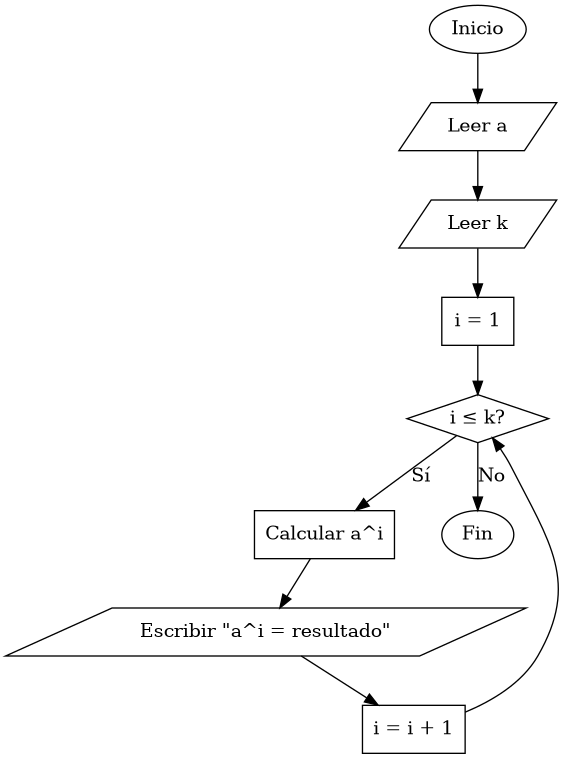 Inicio
Leer a
Leer k
i = 1
i ≤ k?
Sí
No
Calcular a^i
Fin
Escribir "a^i = resultado"
i = i + 1